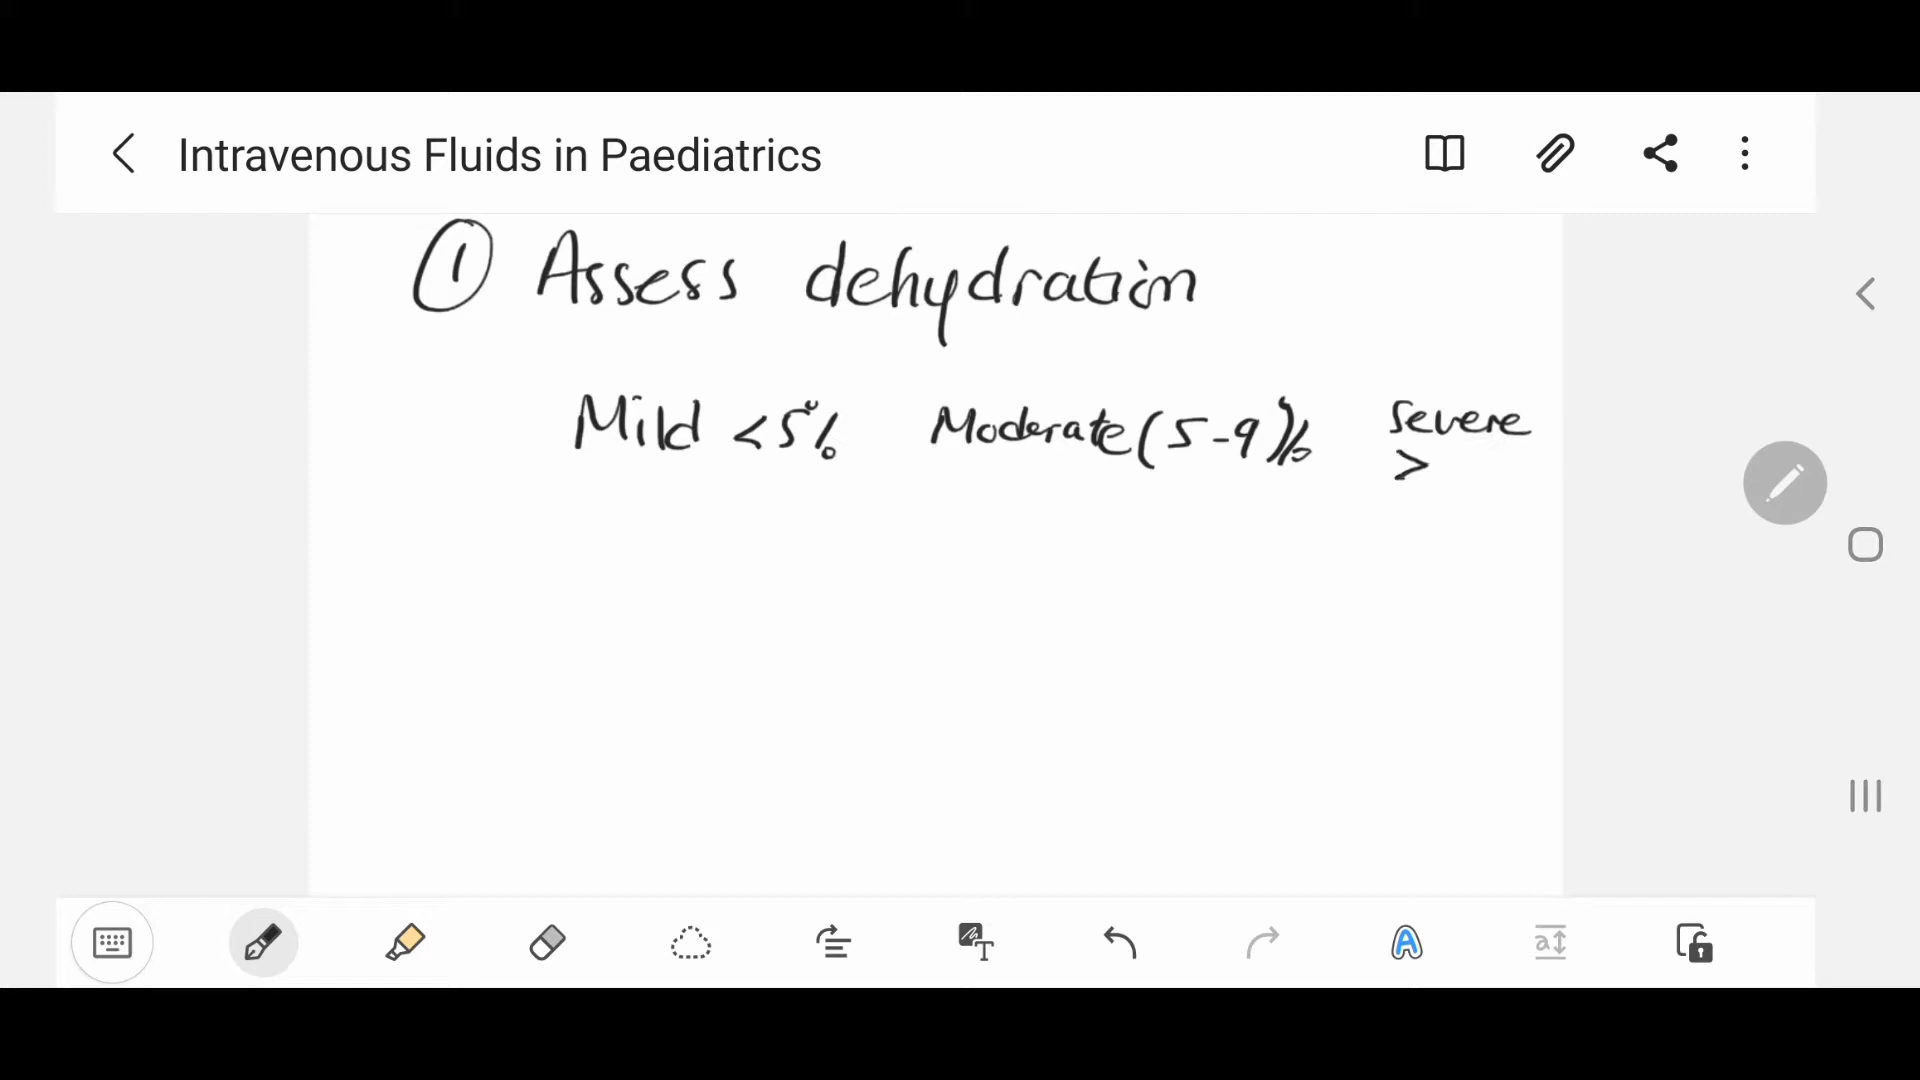 Intravenous Fluids in Paediatrics
① Assess dehydration
Mild <5% Moderate (5-9)% severe
>